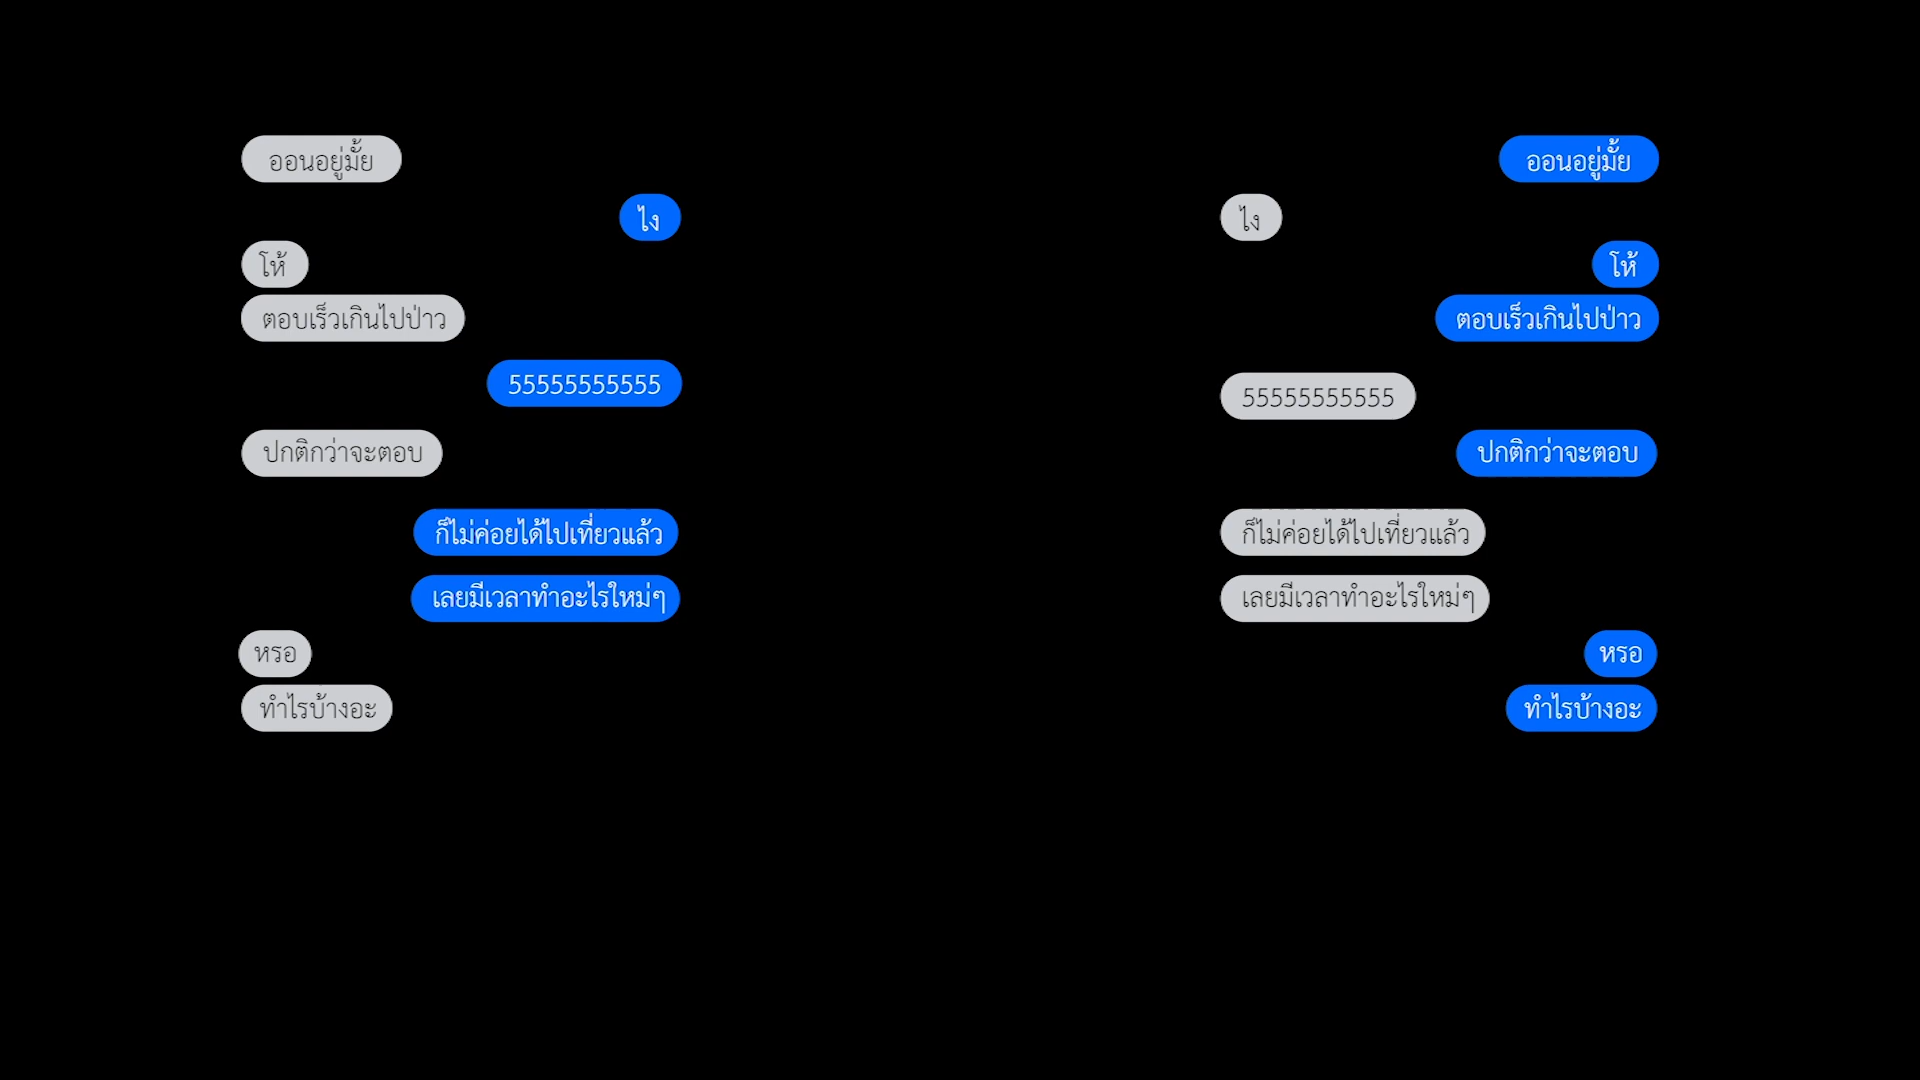 ออนอยู่มั้ย
ไง
โห้
ตอบเร็วเกินไปป่าว
55555555555
ปกติกว่าจะตอบ
ก็ไม่ค่อยได้ไปเที่ยวแล้ว
เลยมีเวลาทำอะไรใหม่ๆ
หรอ
ทำไรบ้างอะ
ออนอยู่มั้ย
ไง
โห้
ตอบเร็วเกินไปป่าว
55555555555
ปกติกว่าจะตอบ
ก็ไม่ค่อยได้ไปเที่ยวแล้ว
เลยมีเวลาทำอะไรใหม่ๆ
หรอ
ทำไรบ้างอะ